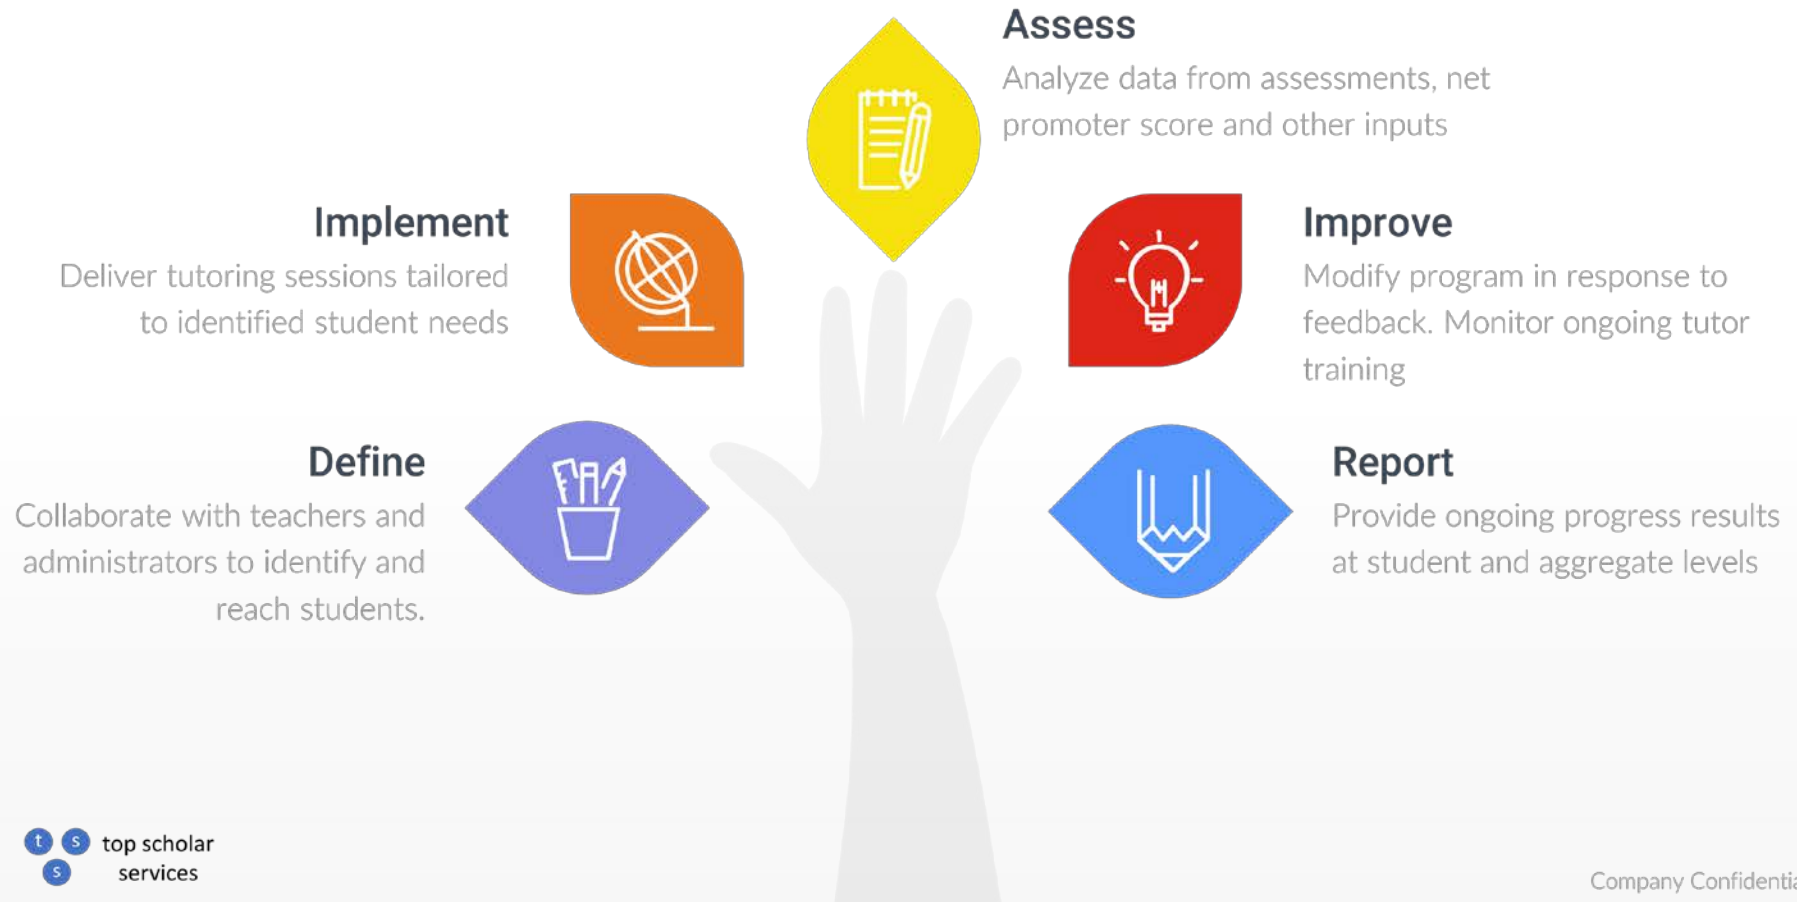 Assess
Analyze data from assessments, net
promoter score and other inputs
Implement
Deliver tutoring sessions tailored
to identified student needs
Improve
Modify program in response to
feedback. Monitor ongoing tutor
training
Define
Collaborate with teachers and
administrators to identify and
reach students.
Report
Provide ongoing progress results
at student and aggregate levels
t s
s
top scholar
services
Company Confidentia